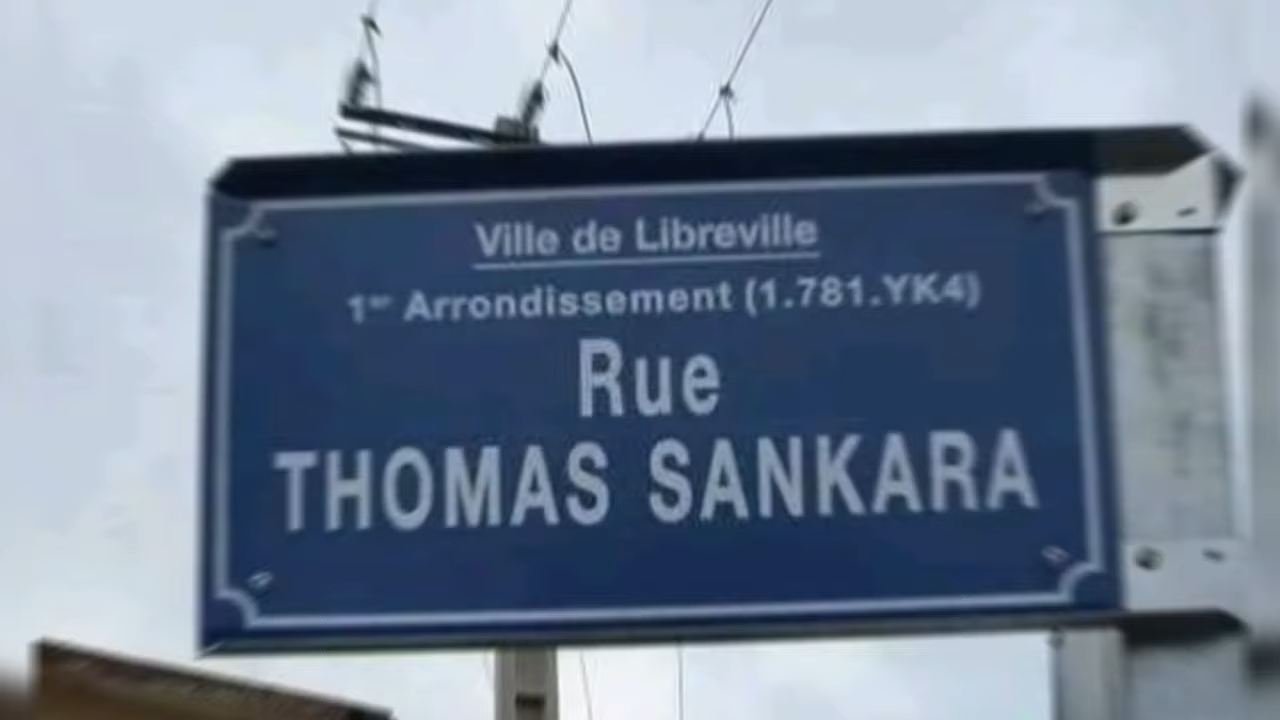 Ville de Libreville
1er Arrondissement (1.781.YK4)
Rue
THOMAS SANKARA